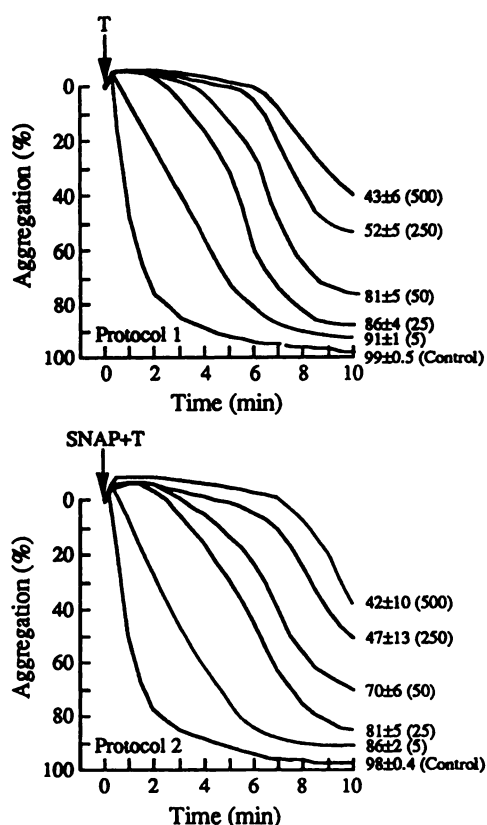 T
Aggregation (%)
0
20
40
60
80
100
43±6 (500)
52±5 (250)
81±5 (50)
86±4 (25)
91±1 (5)
99±0.5 (Control)
Protocol 1
0 2 4 6 8 10
Time (min)
SNAP+T
Aggregation (%)
0
20
40
60
80
100
42±10 (500)
47±13 (250)
70±6 (50)
81±5 (25)
86±2 (5)
98±0.4 (Control)
Protocol 2
0 2 4 6 8 10
Time (min)